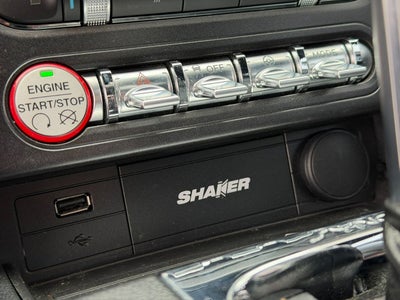 ENGINE
START/STOP
OFF
MODE
SHAKER